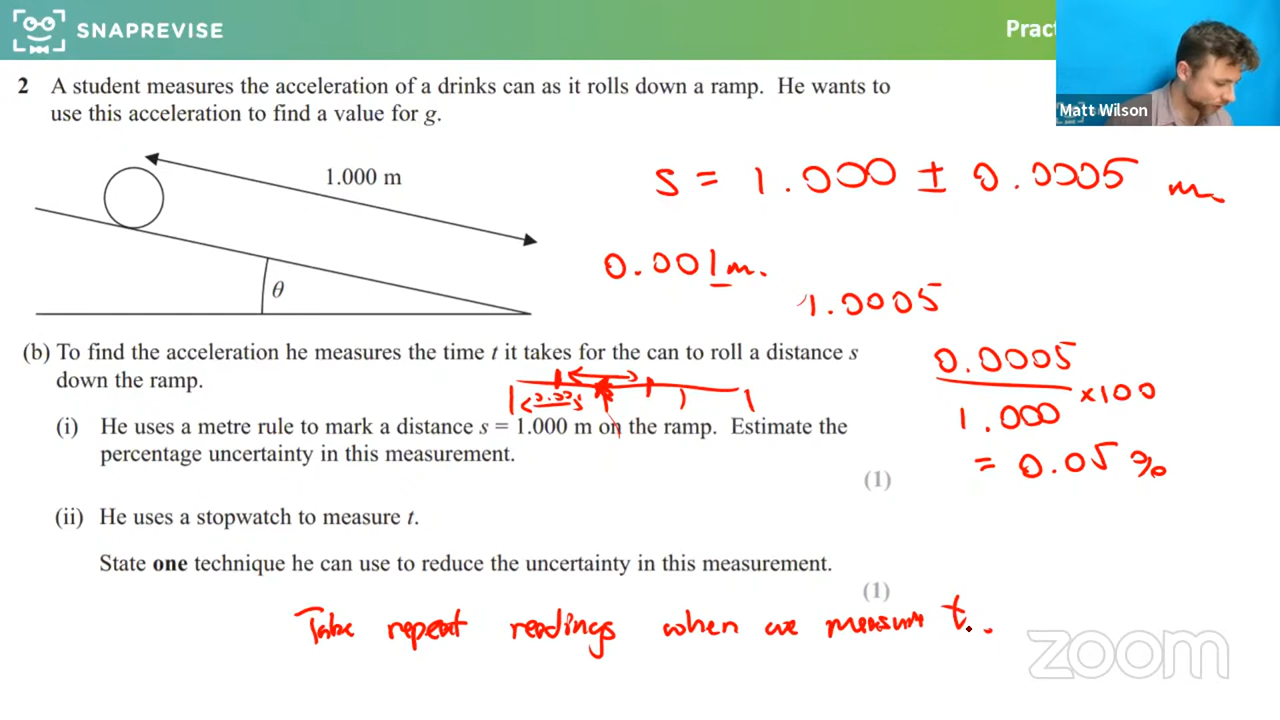 SNAPREVISE
Pract
Matt Wilson
2 A student measures the acceleration of a drinks can as it rolls down a ramp. He wants to
use this acceleration to find a value for g.
1.000 m
s = 1.000 ± 0.0005 m
0.001m.
1.0005
θ
(b) To find the acceleration he measures the time t it takes for the can to roll a distance s
down the ramp.
0.0005
1.000 ×100
= 0.05 %
(i) He uses a metre rule to mark a distance s = 1.000 m on the ramp. Estimate the
percentage uncertainty in this measurement.
(1)
(ii) He uses a stopwatch to measure t.
State one technique he can use to reduce the uncertainty in this measurement.
(1)
Take repeat readings when we measure t.
zoom